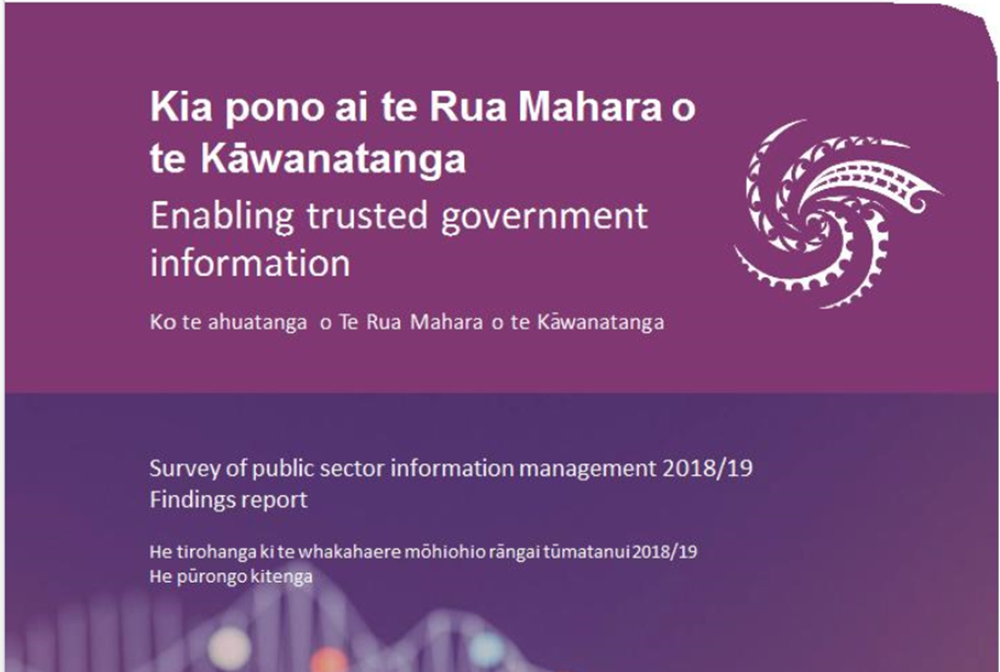 Kia pono ai te Rua Mahara o
te Kāwanatanga
Enabling trusted government
information
Ko te ahuatanga o Te Rua Mahara o te Kāwanatanga
Survey of public sector information management 2018/19
Findings report
He tirohanga ki te whakahaere mōhiohio rāngai tūmatanui 2018/19
He pūrongo kitenga